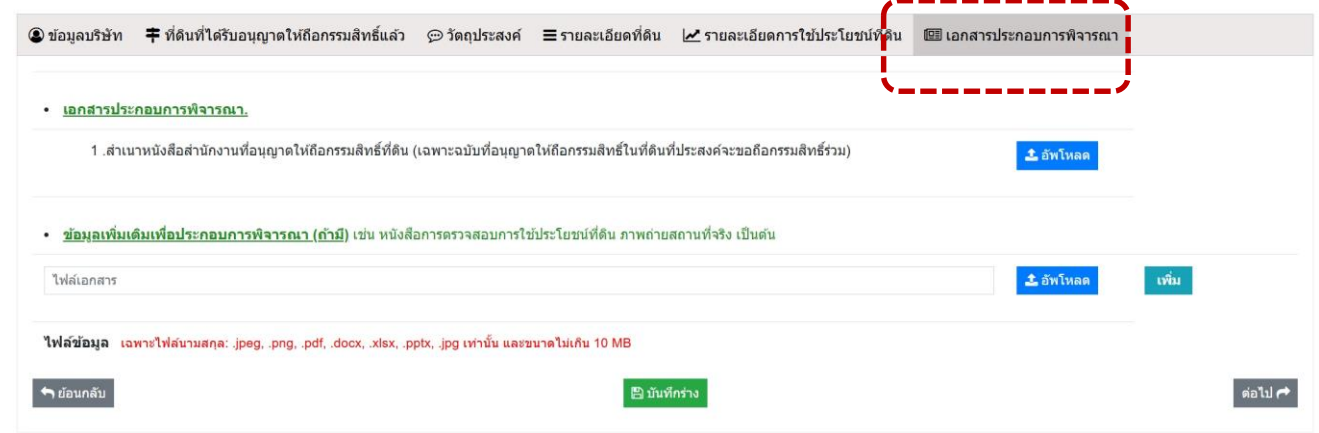 ข้อมูลบริษัท ที่ดินที่ได้รับอนุญาตให้ถือกรรมสิทธิ์แล้ว วัตถุประสงค์ รายละเอียดที่ดิน รายละเอียดการใช้ประโยชน์ที่ดิน เอกสารประกอบการพิจารณา
• เอกสารประกอบการพิจารณา.
1 .สำเนาหนังสือสำนักงานที่อนุญาตให้ถือกรรมสิทธิ์ที่ดิน (เฉพาะฉบับที่อนุญาตให้ถือกรรมสิทธิ์ในที่ดินที่ประสงค์จะขอถือกรรมสิทธิ์ร่วม) อัพโหลด
• ข้อมูลเพิ่มเติมเพื่อประกอบการพิจารณา (ถ้ามี) เช่น หนังสือการตรวจสอบการใช้ประโยชน์ที่ดิน ภาพถ่ายสถานที่จริง เป็นต้น
ไฟล์เอกสาร อัพโหลด เพิ่ม
ไฟล์ข้อมูล เฉพาะไฟล์นามสกุล: .jpeg, .png, .pdf, .docx, .xlsx, .pptx, .jpg เท่านั้น และขนาดไม่เกิน 10 MB
ย้อนกลับ บันทึกร่าง ต่อไป